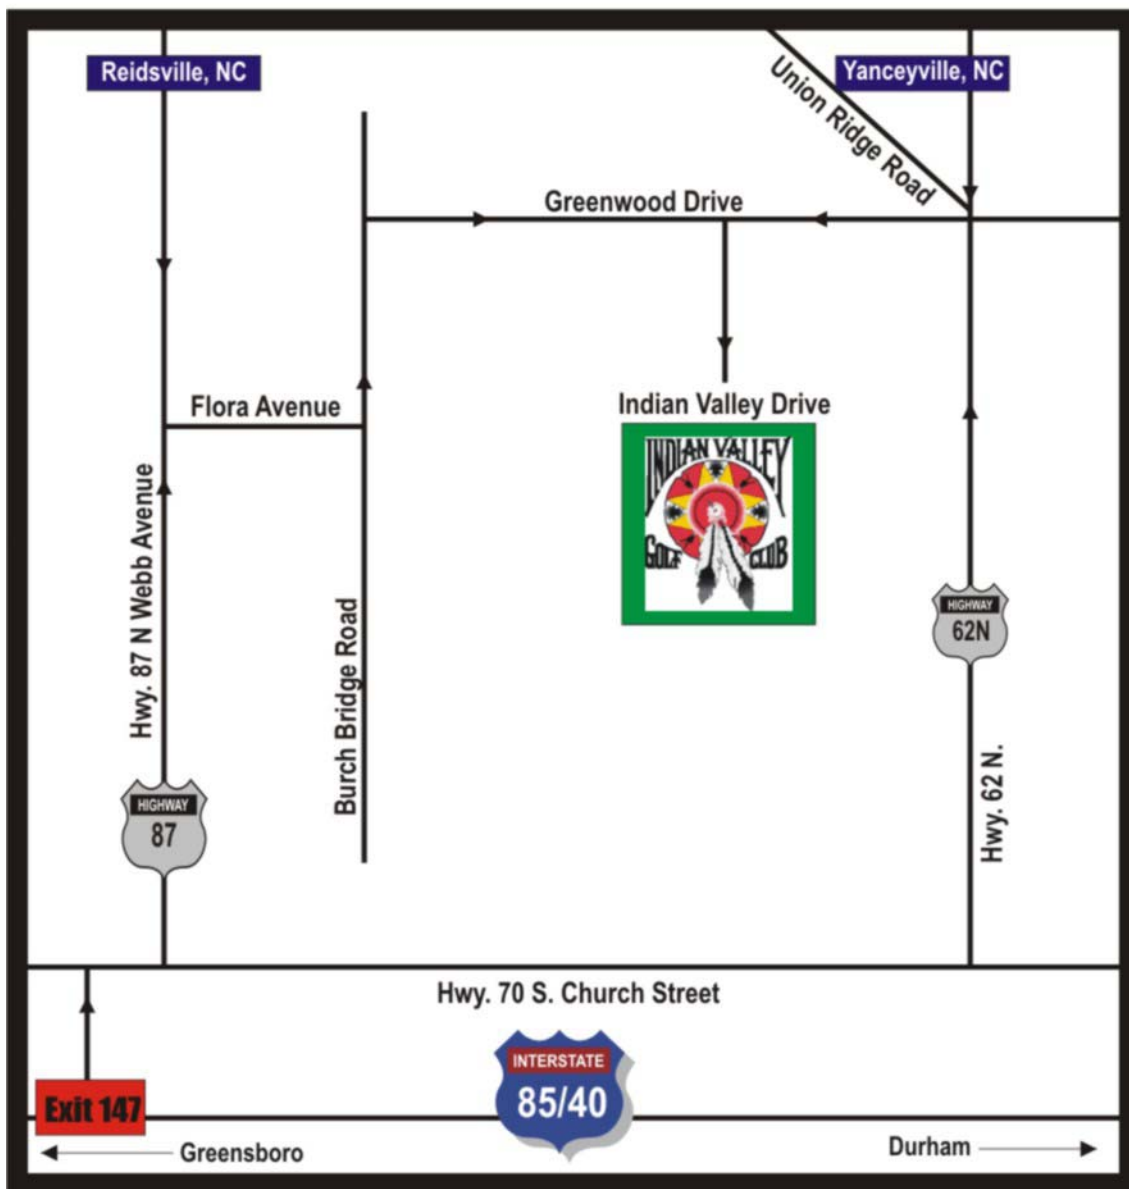 Reidsville, NC
Yanceyville, NC
Union Ridge Road
Greenwood Drive
Flora Avenue
Indian Valley Drive
INDIAN VALLEY
GOLF CLUB
Hwy. 87 N Webb Avenue
Burch Bridge Road
HIGHWAY
62N
Hwy. 62 N.
HIGHWAY
87
Hwy. 70 S. Church Street
INTERSTATE
85/40
Exit 147
Greensboro
Durham